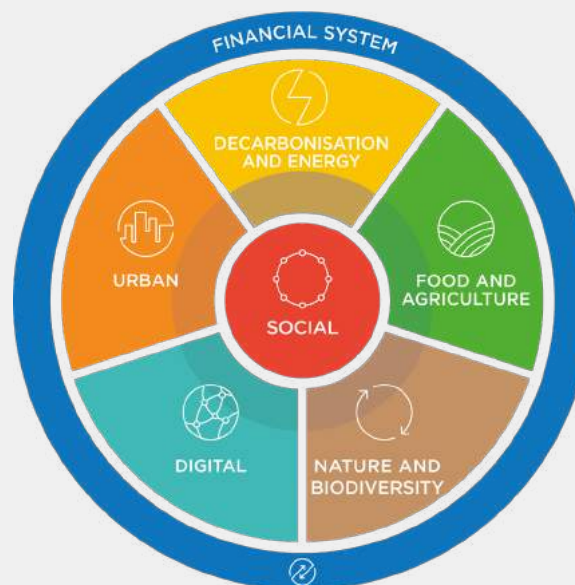 FINANCIAL SYSTEM
DECARBONISATION
AND ENERGY
URBAN
FOOD AND
AGRICULTURE
SOCIAL
DIGITAL
NATURE AND
BIODIVERSITY